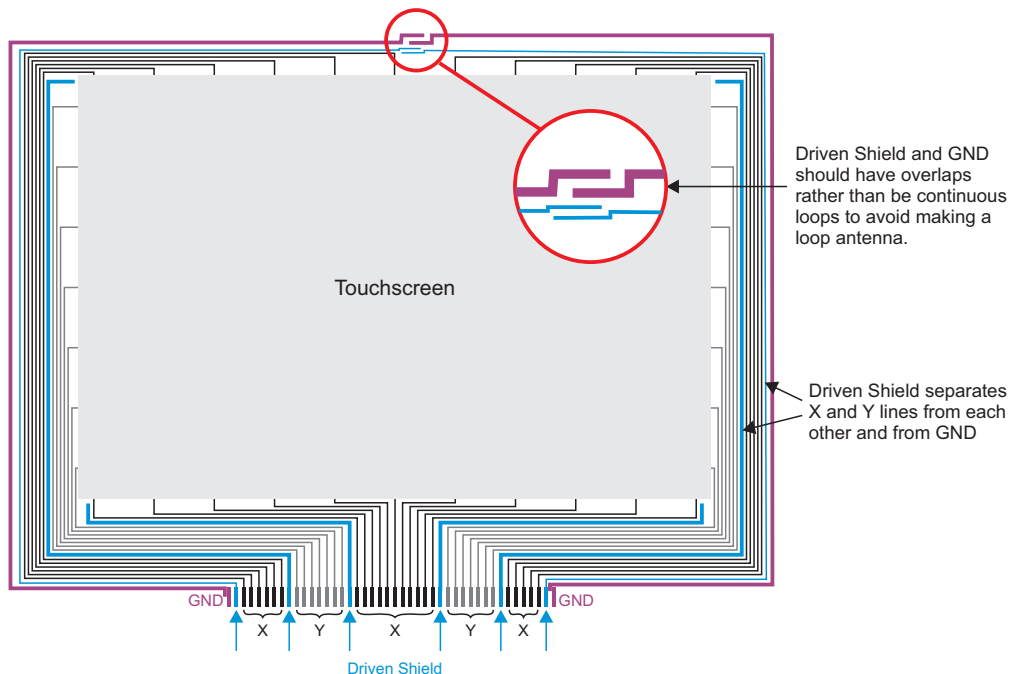 Driven Shield and GND
should have overlaps
rather than be continuous
loops to avoid making a
loop antenna.
Touchscreen
Driven Shield separates
X and Y lines from each
other and from GND
GND
GND
X
Y
X
Y
X
Driven Shield